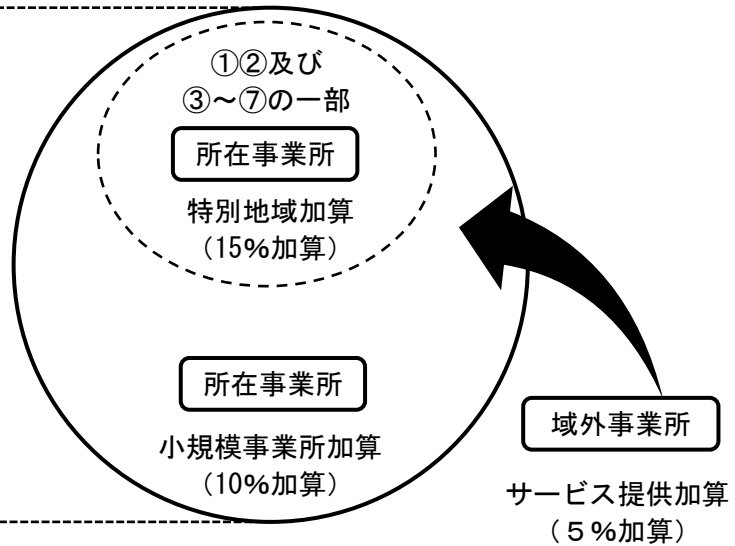 ①②及び
③～⑦の一部
所在事業所
特別地域加算
（15%加算）
所在事業所
小規模事業所加算
（10%加算）
域外事業所
サービス提供加算
（５%加算）